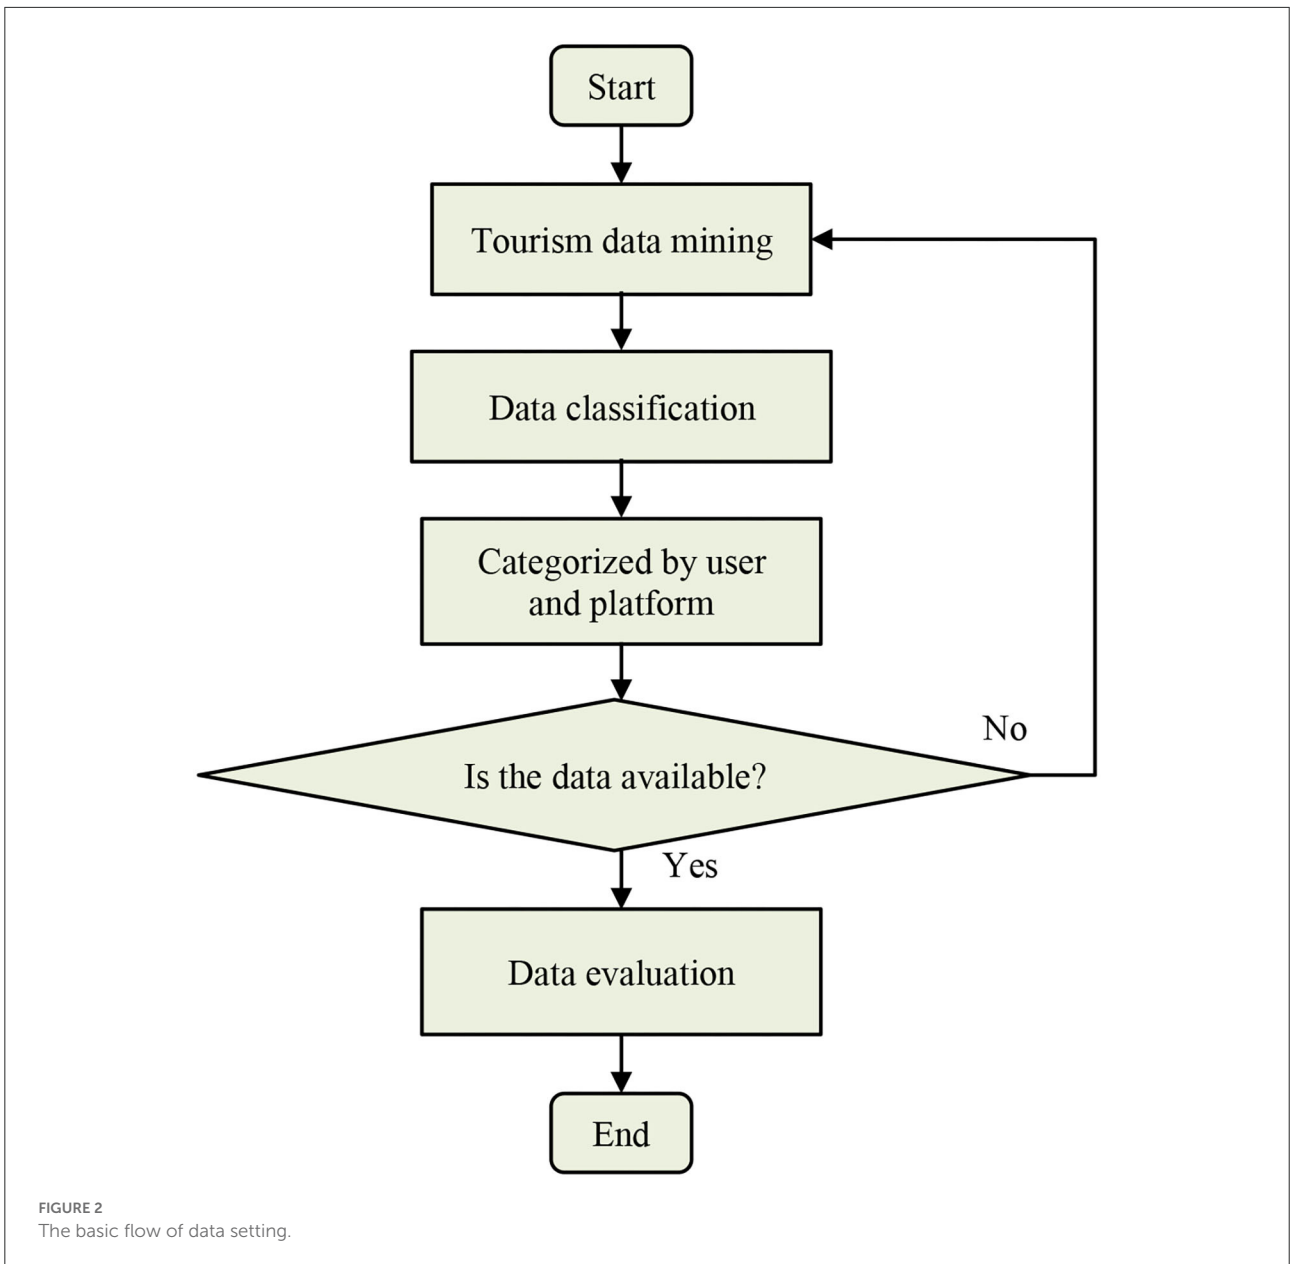 Start
Tourism data mining
Data classification
Categorized by user
and platform
Is the data available?
No
Yes
Data evaluation
End
FIGURE 2
The basic flow of data setting.